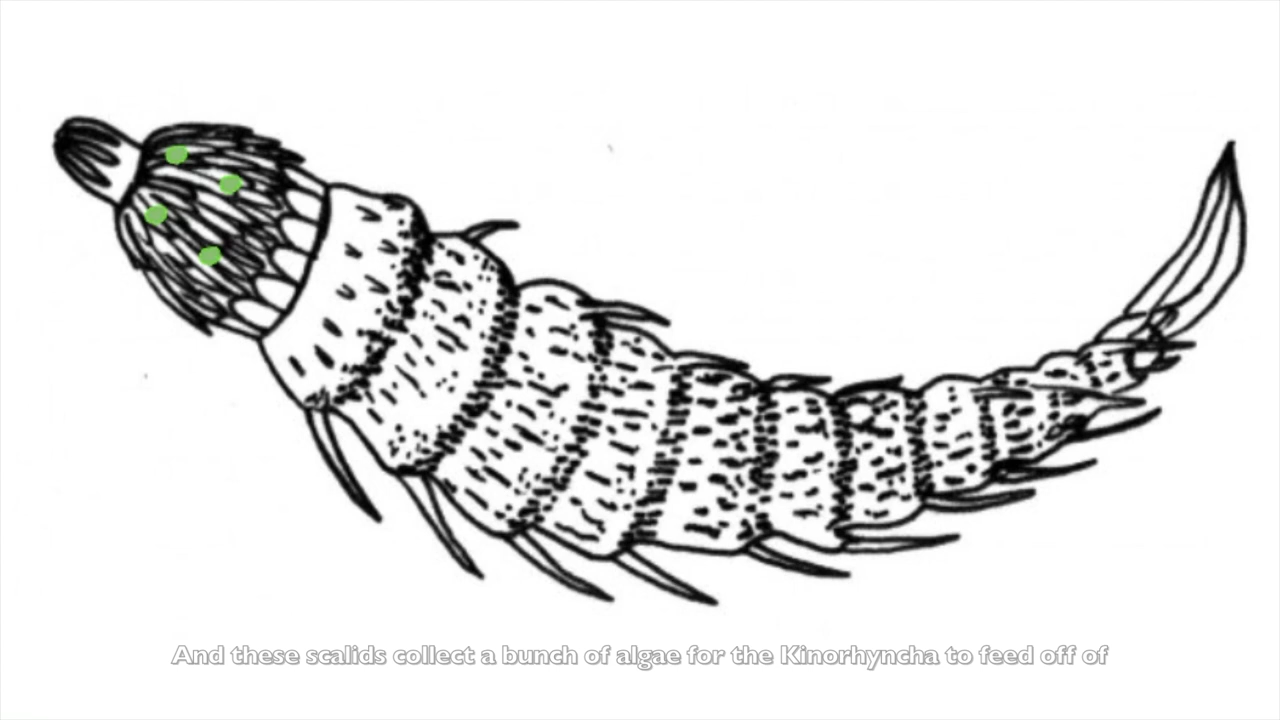 And these scalids collect a bunch of algae for the Kinorhyncha to feed off of